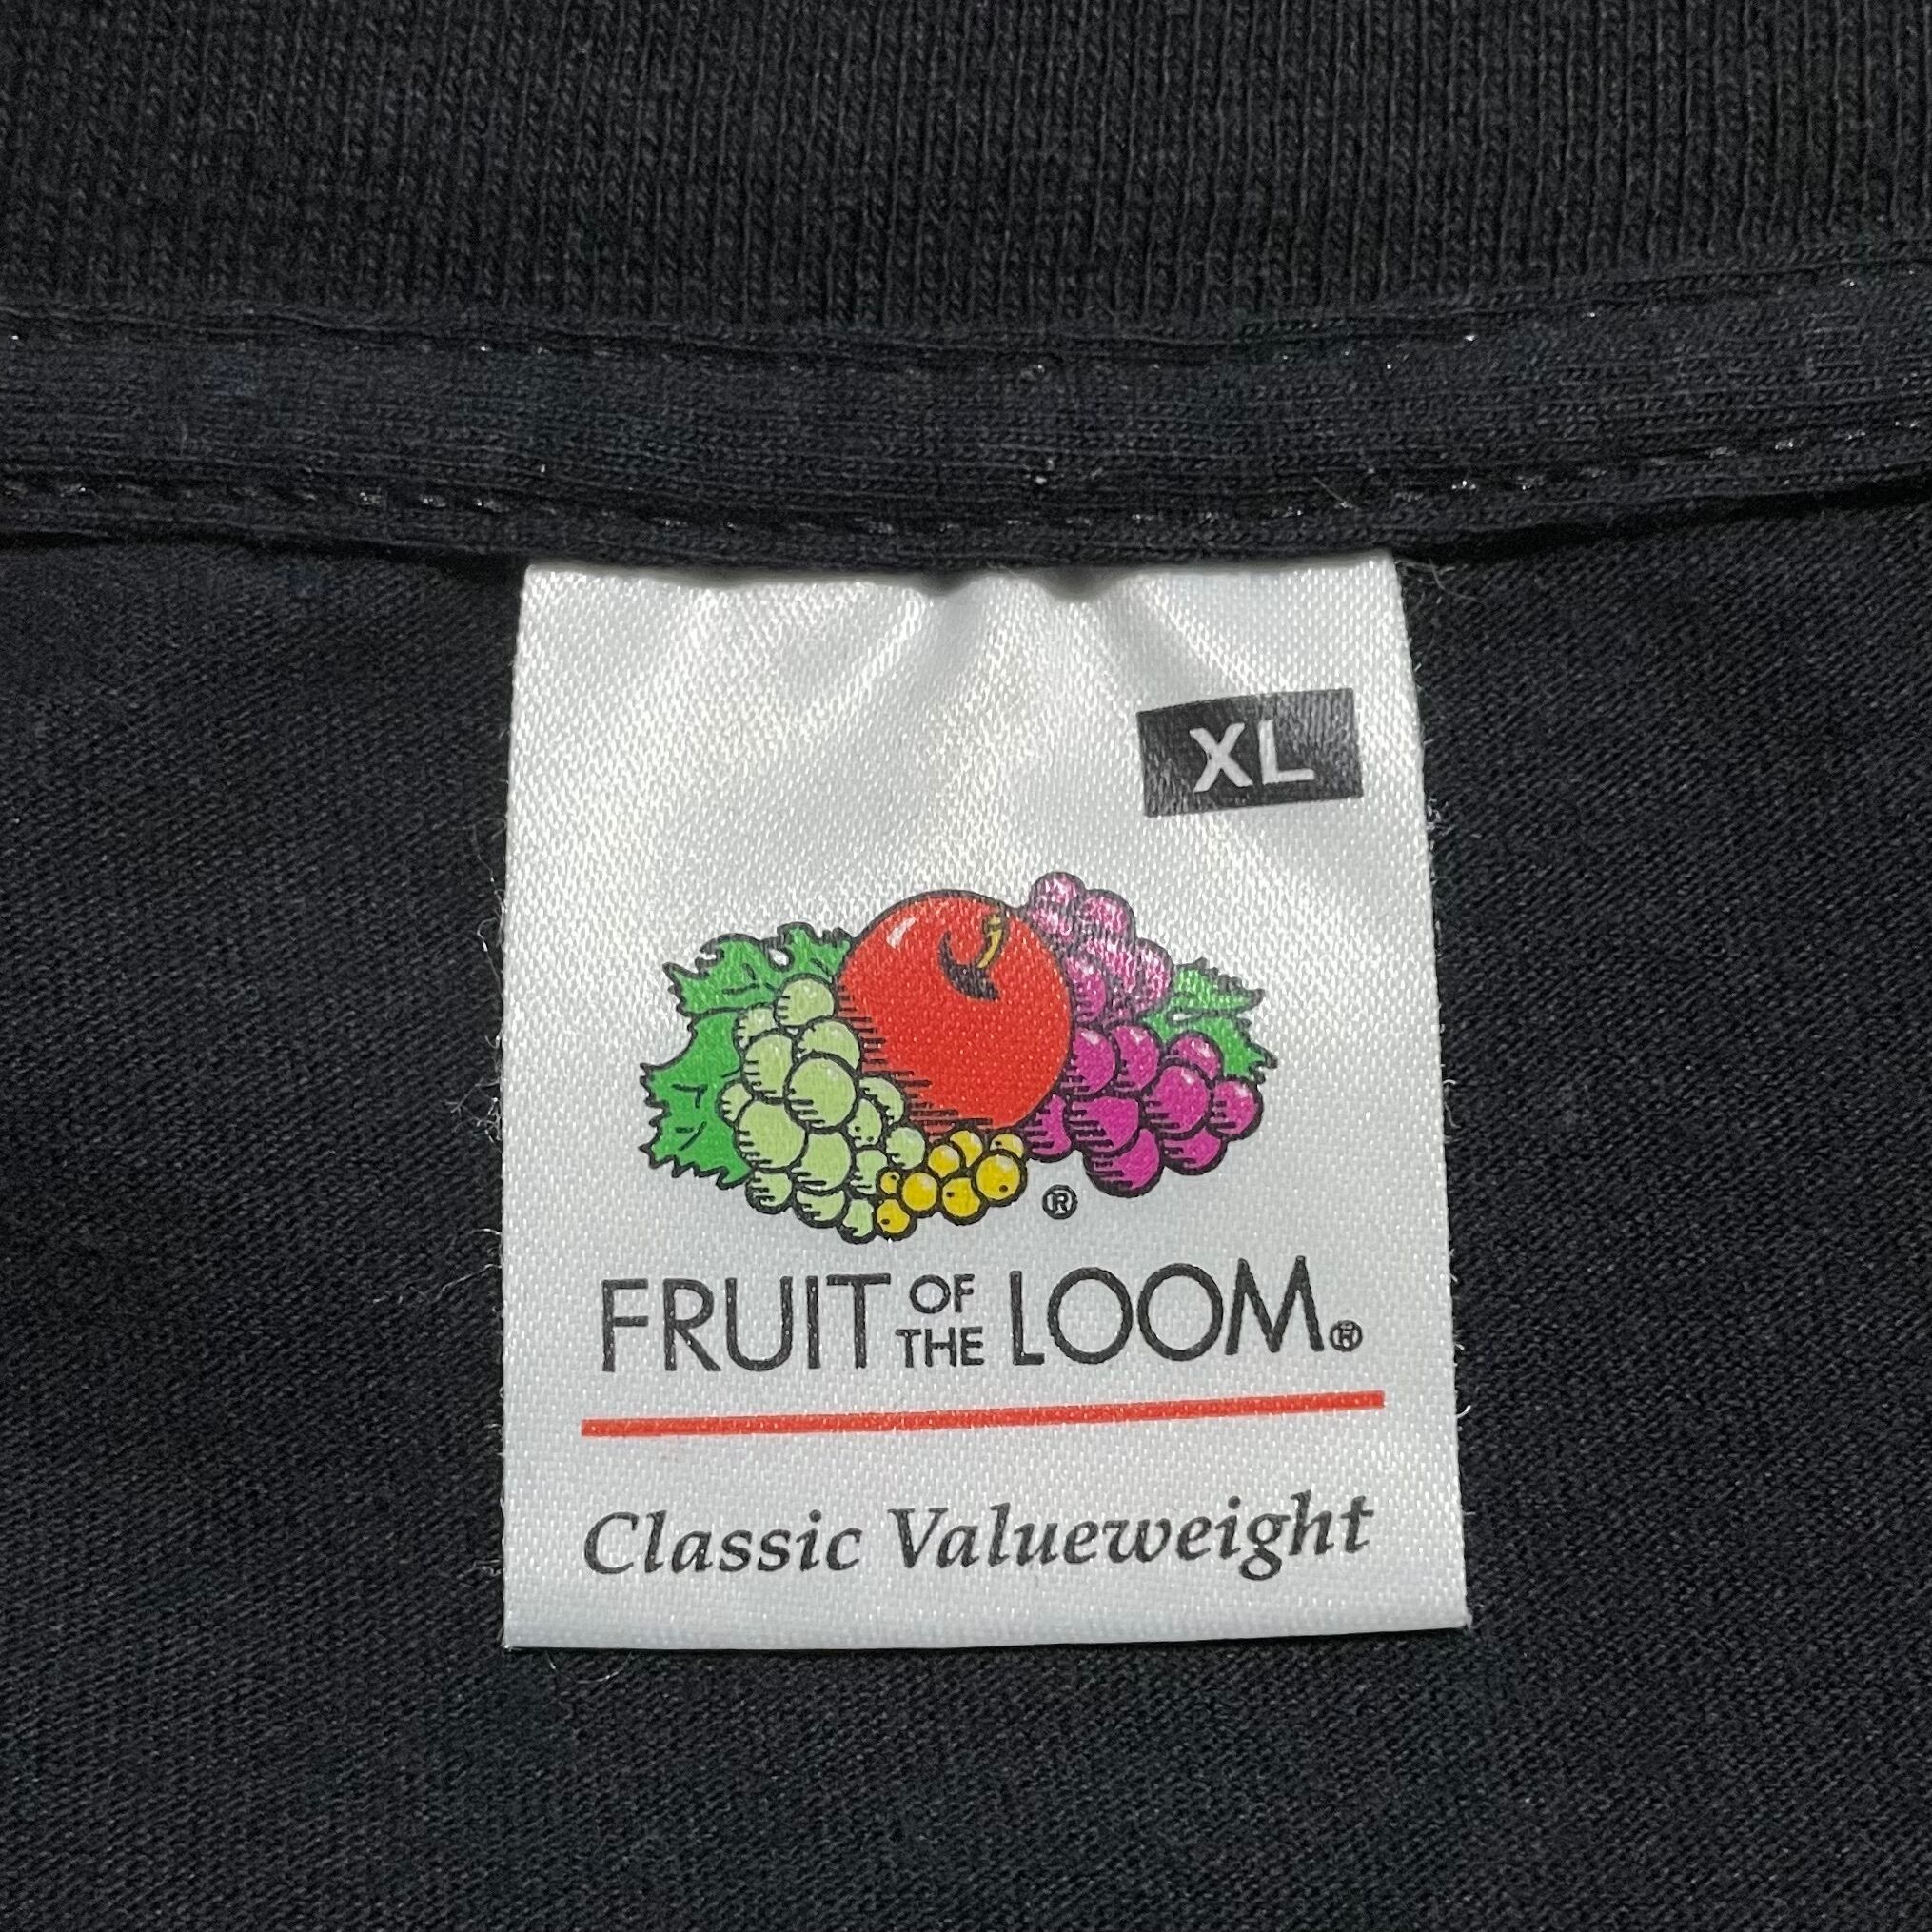 XL
®
FRUIT OF THE LOOM®
Classic Valueweight